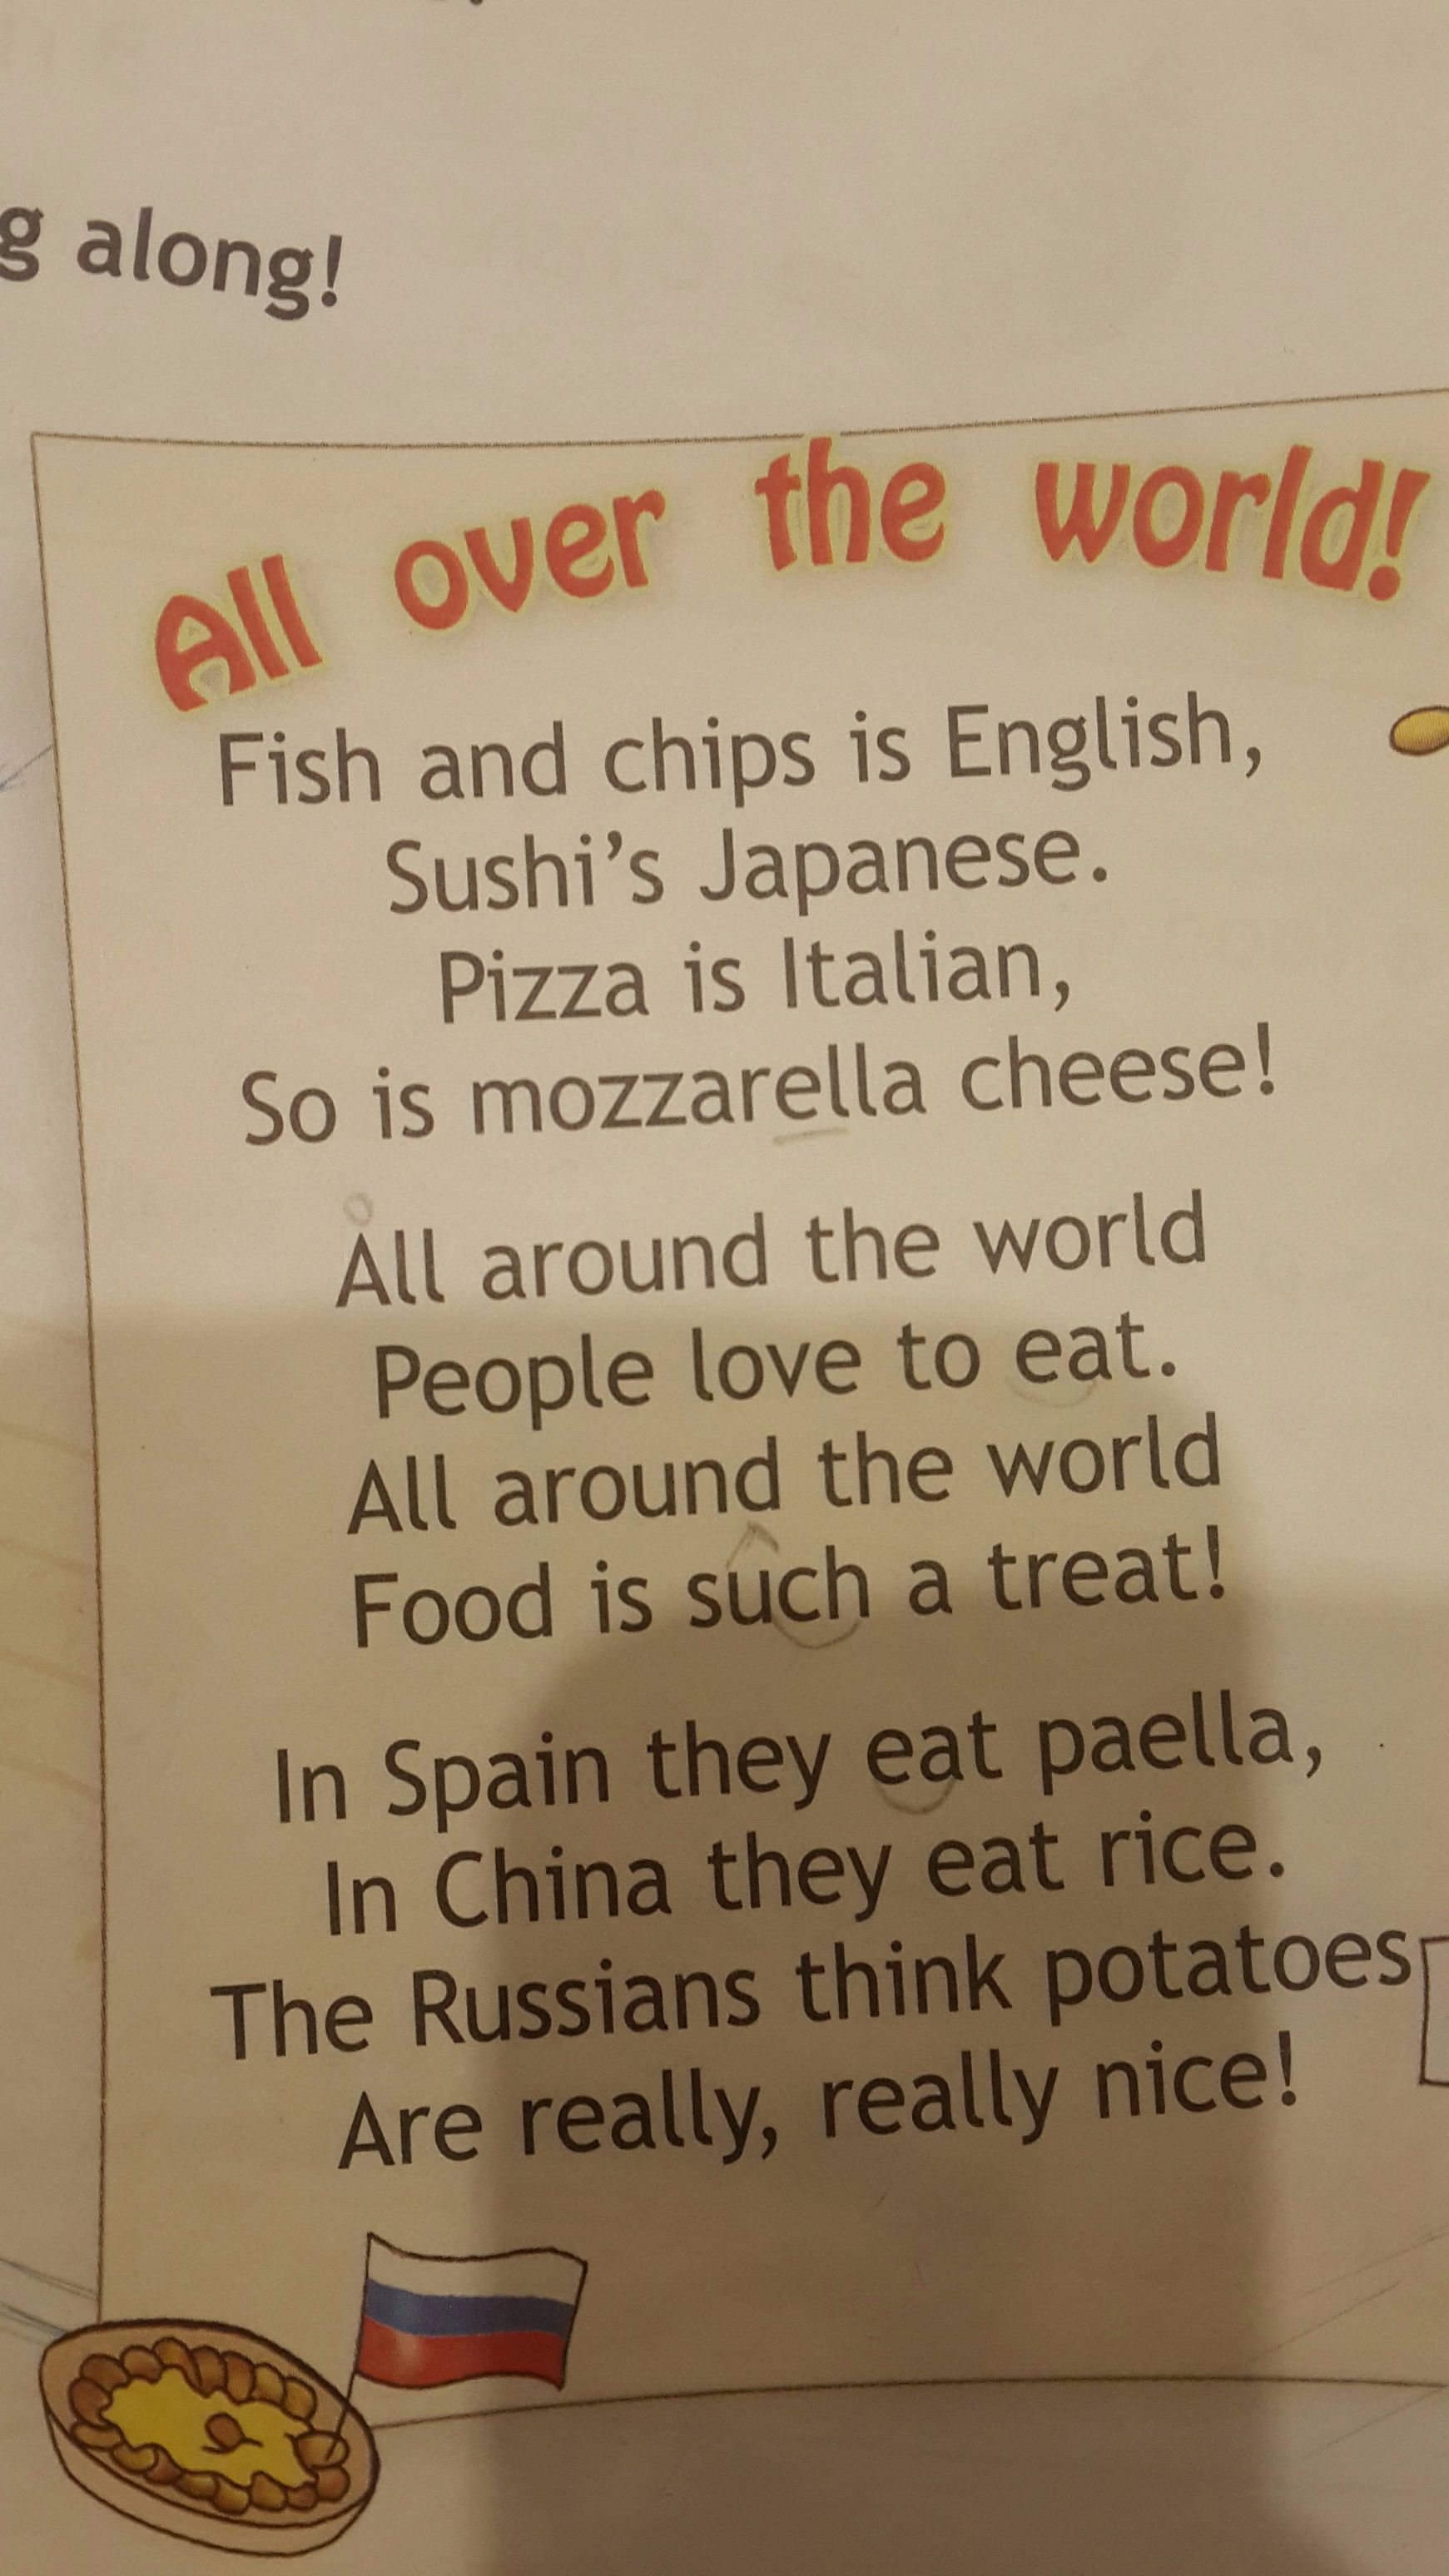 along!
All over the world!
Fish and chips is English,
Sushi's Japanese.
Pizza is Italian,
So is mozzarella cheese!
All around the world
People love to eat.
All around the world
Food is such a treat!
In Spain they eat paella,
In China they eat rice.
The Russians think potatoes
Are really, really nice!